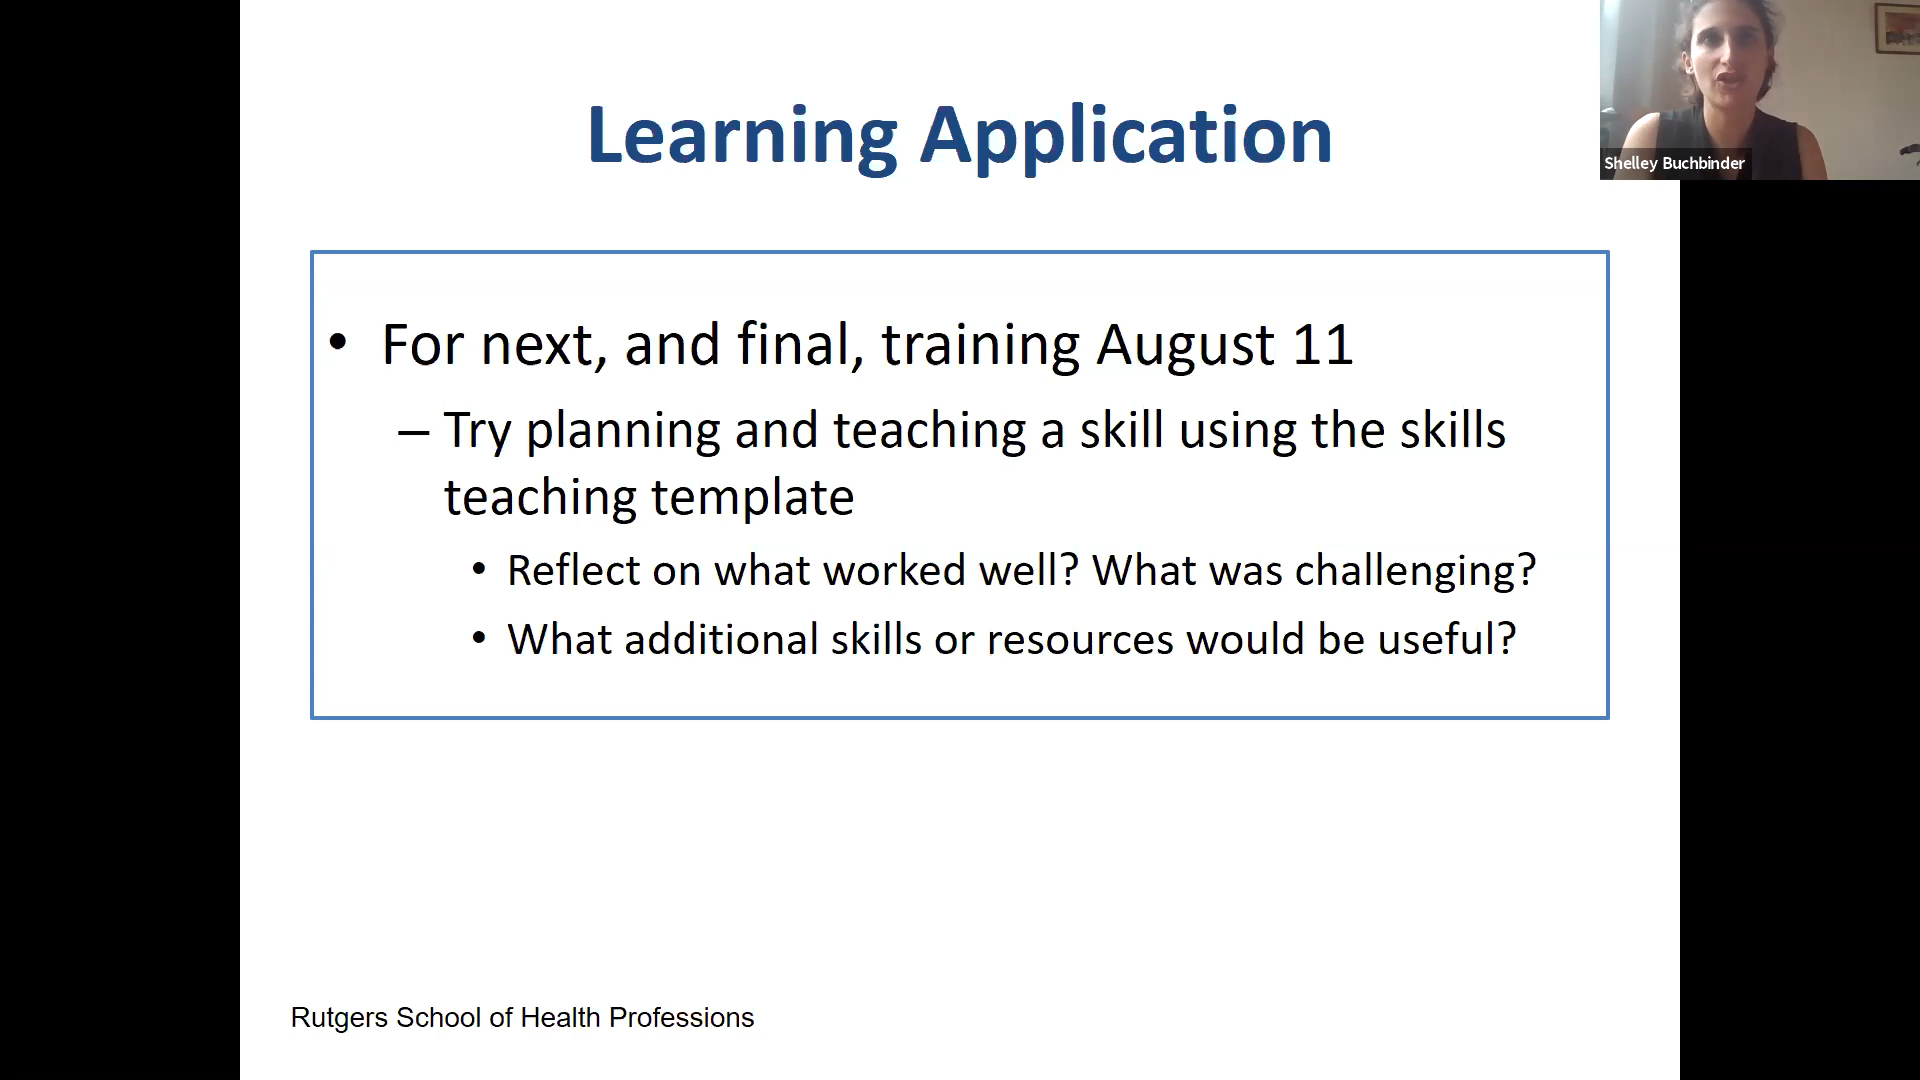 Learning Application
Shelley Buchbinder
• For next, and final, training August 11
– Try planning and teaching a skill using the skills
teaching template
• Reflect on what worked well? What was challenging?
• What additional skills or resources would be useful?
Rutgers School of Health Professions